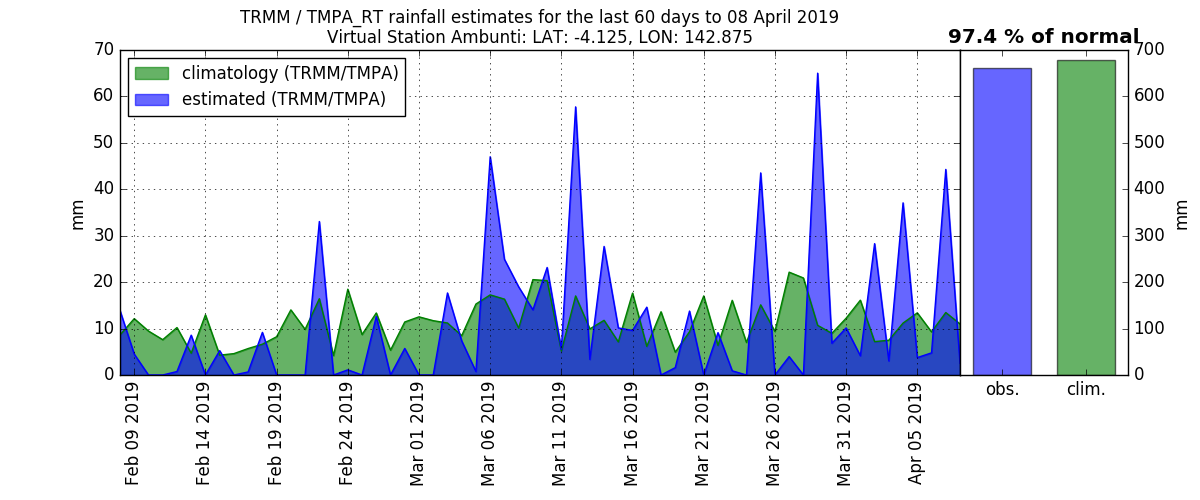 TRMM / TMPA_RT rainfall estimates for the last 60 days to 08 April 2019
Virtual Station Ambunti: LAT: -4.125, LON: 142.875
97.4 % of normal
climatology (TRMM/TMPA)
estimated (TRMM/TMPA)
70
60
50
40
30
20
10
0
mm
Feb 09 2019
Feb 14 2019
Feb 19 2019
Feb 24 2019
Mar 01 2019
Mar 06 2019
Mar 11 2019
Mar 16 2019
Mar 21 2019
Mar 26 2019
Mar 31 2019
Apr 05 2019
obs.
clim.
700
600
500
400
300
200
100
0
mm